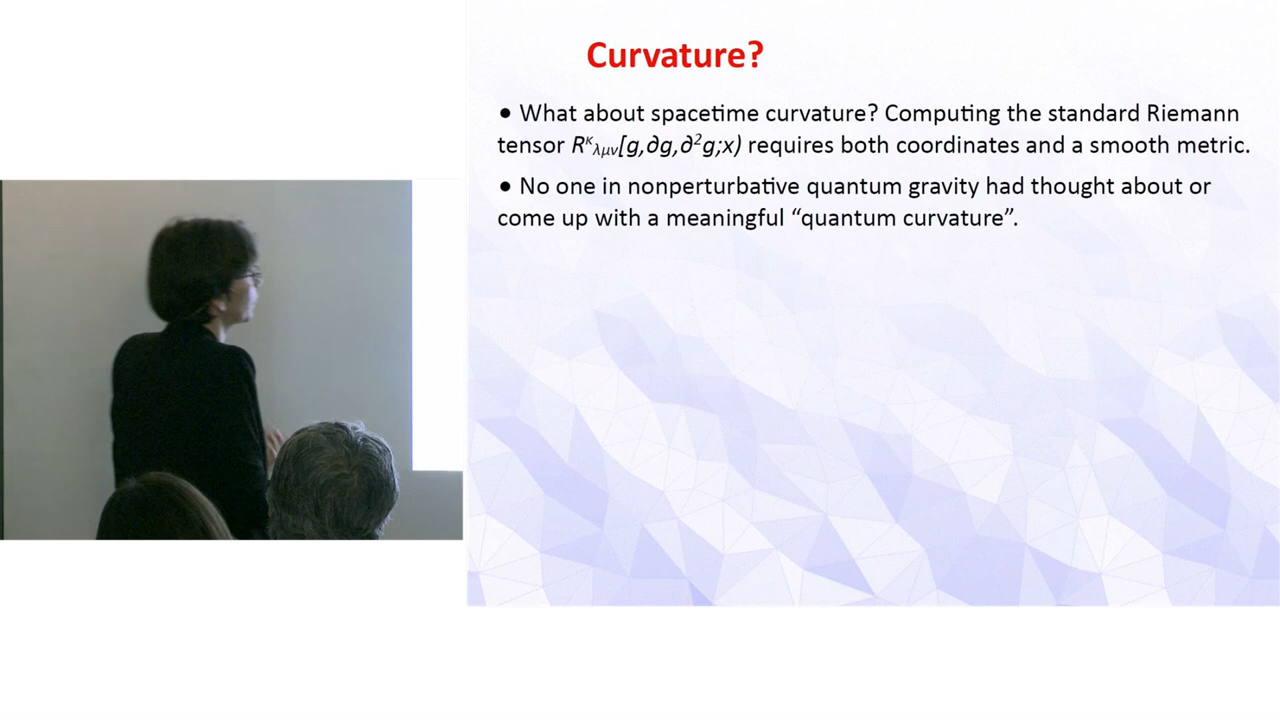 Curvature?
● What about spacetime curvature? Computing the standard Riemann
tensor Rᵏλμν[g,∂g,∂²g;x) requires both coordinates and a smooth metric.
● No one in nonperturbative quantum gravity had thought about or
come up with a meaningful “quantum curvature”.